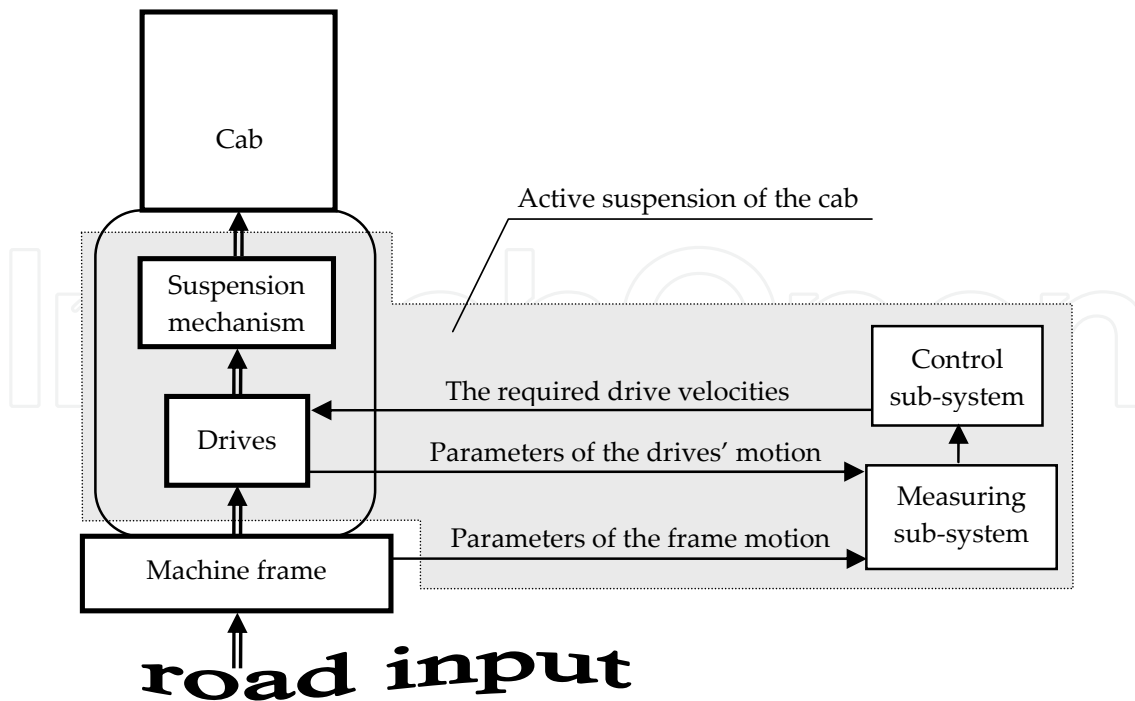 Cab
Active suspension of the cab
Suspension
mechanism
Control
sub-system
The required drive velocities
Drives
Parameters of the drives’ motion
Measuring
sub-system
Parameters of the frame motion
Machine frame
road input